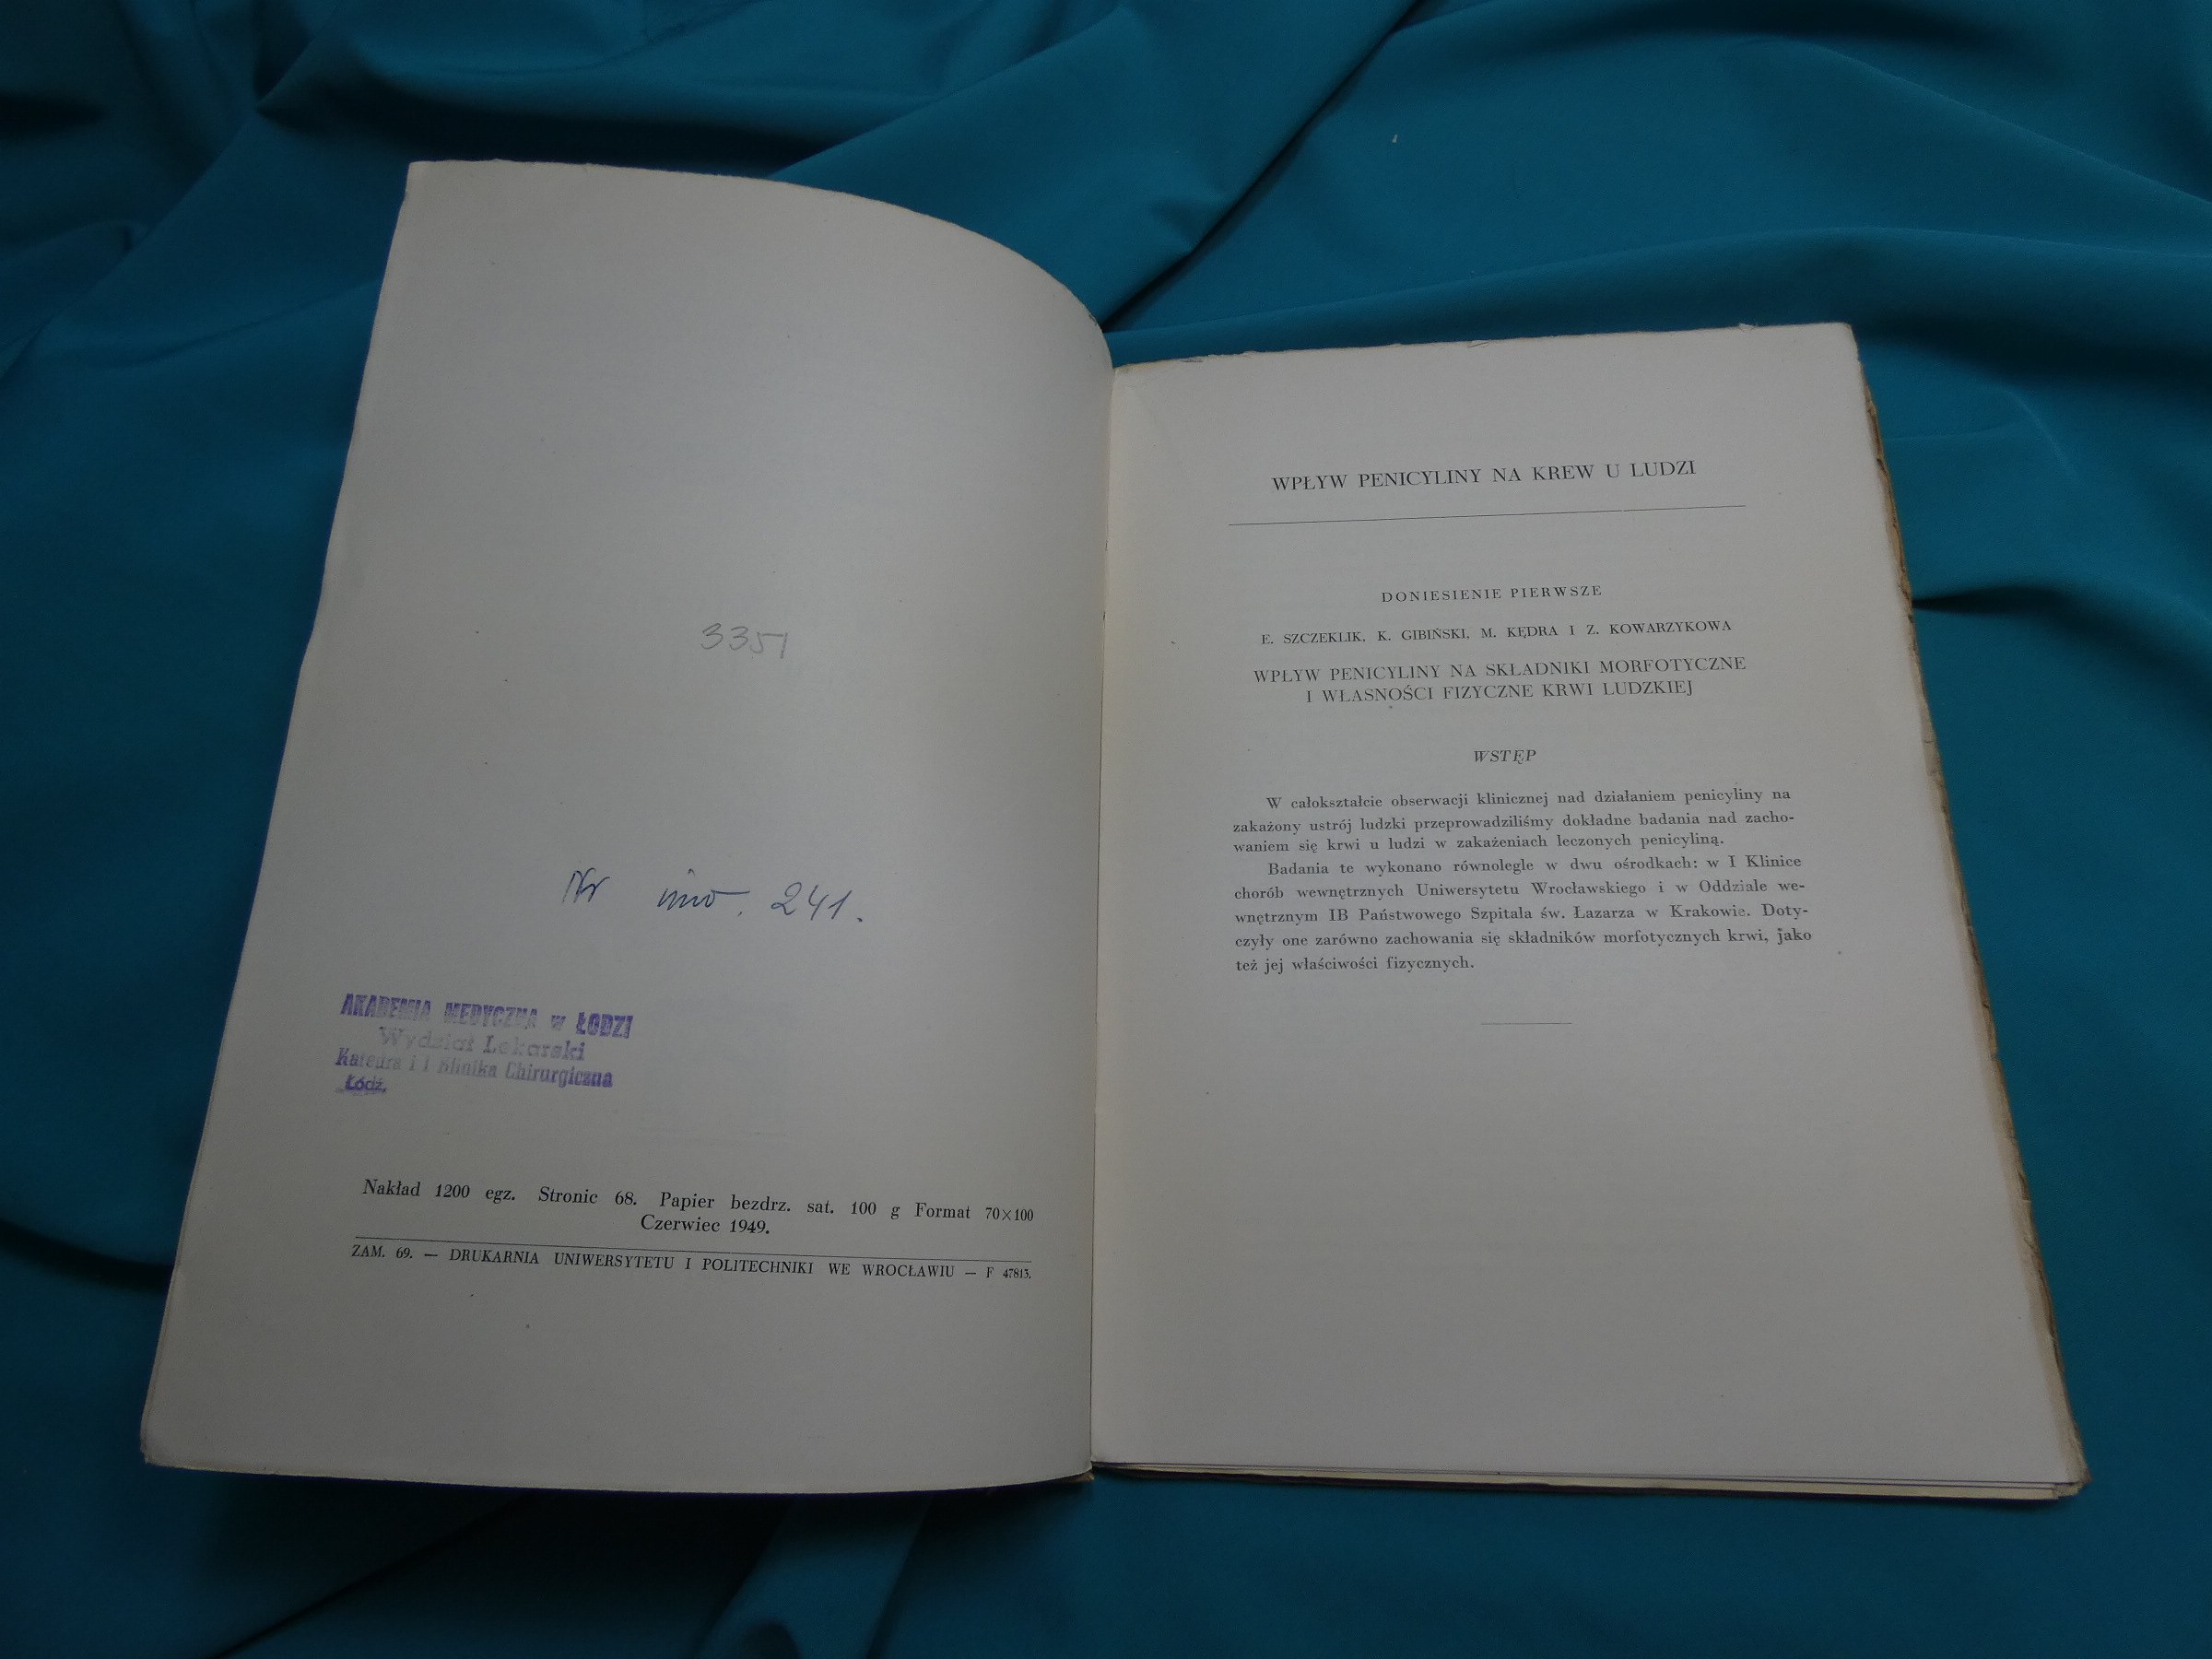 3351
Nr inw. 241.
AKADEMIA MEDYCZNA w ŁODZI
Wydział Lekarski
Katedra i I Klinika Chirurgiczna
Łódź,
Nakład 1200 egz. Stronic 68. Papier bezdrz. sat. 100 g Format 70×100
Czerwiec 1949.
ZAM. 69. — DRUKARNIA UNIWERSYTETU I POLITECHNIKI WE WROCŁAWIU — F 47813.
WPŁYW PENICYLINY NA KREW U LUDZI
DONIESIENIE PIERWSZE
E. SZCZEKLIK, K. GIBIŃSKI, M. KĘDRA I Z. KOWARZYKOWA
WPŁYW PENICYLINY NA SKŁADNIKI MORFOTYCZNE
I WŁASNOŚCI FIZYCZNE KRWI LUDZKIEJ
WSTĘP
W całokształcie obserwacji klinicznej nad działaniem penicyliny na
zakażony ustrój ludzki przeprowadziliśmy dokładne badania nad zacho-
waniem się krwi u ludzi w zakażeniach leczonych penicyliną.
Badania te wykonano równolegle w dwu ośrodkach: w I Klinice
chorób wewnętrznych Uniwersytetu Wrocławskiego i w Oddziale we-
wnętrznym IB Państwowego Szpitala św. Łazarza w Krakowie. Doty-
czyły one zarówno zachowania się składników morfotycznych krwi, jako
też jej właściwości fizycznych.